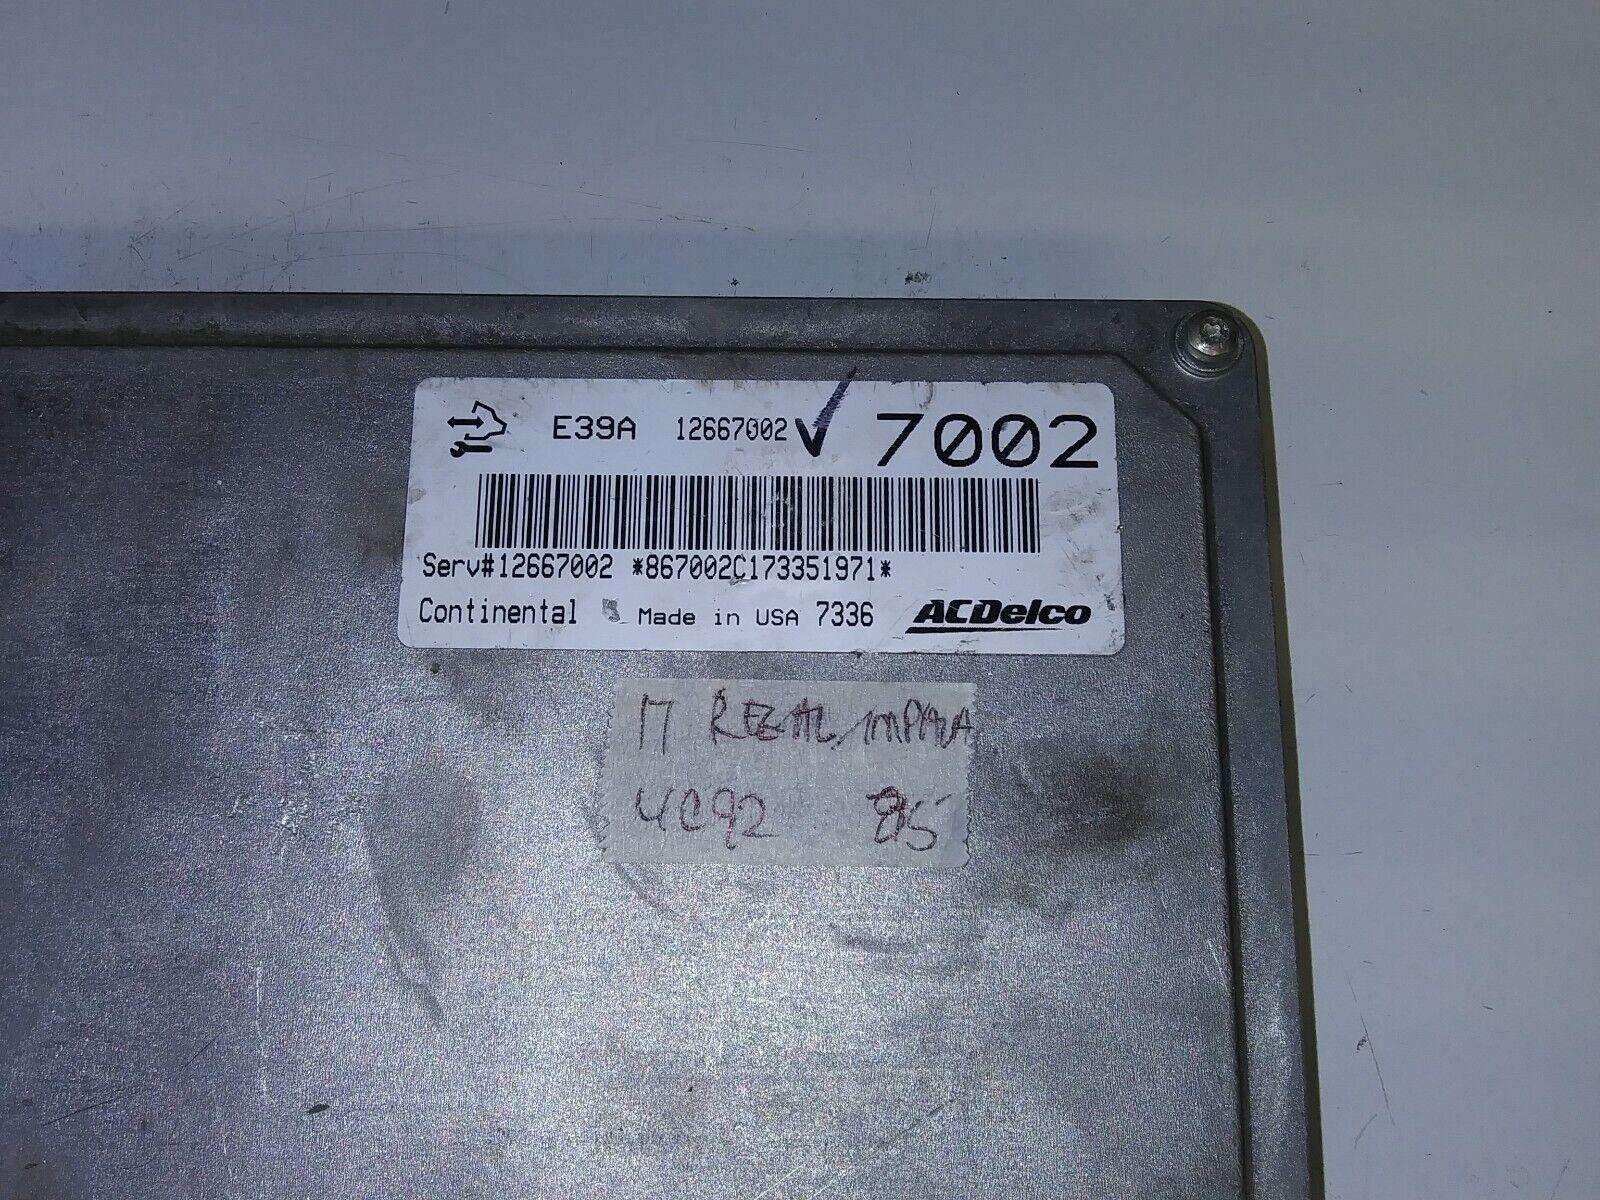 E39A 12667002 7002
Serv#12667002 *867002C173351971*
Continental Made in USA 7336 ACDelco
17 REGAL, IMPALA
4C92 85